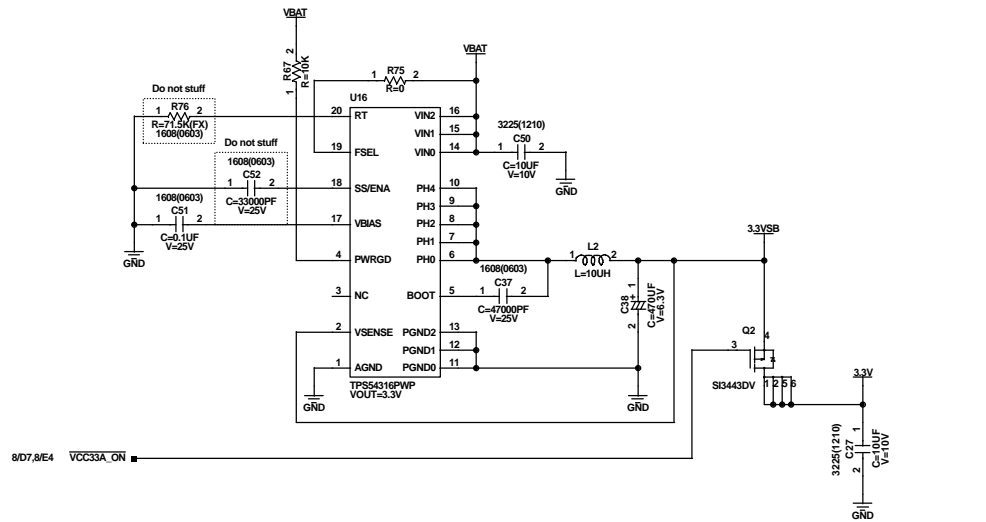 VBAT
2
R67
R=10K
1
VBAT
1 R75 2
R=0
Do not stuff
1 R76 2
R=71.5K(FX)
1608(0603)
Do not stuff
1608(0603)
1 C52 2
C=33000PF
V=25V
1608(0603)
1 C51 2
C=0.1UF
V=25V
GND
U16
20 RT
19 FSEL
18 SS/ENA
17 VBIAS
4 PWRGD
3 NC
2 VSENSE
1 AGND
VIN2 16
VIN1 15
VIN0 14
PH4 10
PH3 9
PH2 8
PH1 7
PH0 6
BOOT 5
PGND2 13
PGND1 12
PGND0 11
TPS54316PWP
VOUT=3.3V
GND
3225(1210)
1 C50 2
C=10UF
V=10V
GND
1608(0603)
1 C37 2
C=47000PF
V=25V
L2
1 2
L=10UH
1
+
C38
C=470UF
V=6.3V
2
GND
3.3VSB
Q2
4
3
SI3443DV
1 2 5 6
3.3V
1
3225(1210)
C27
C=10UF
V=10V
2
GND
8/D7,8/E4 VCC33A_ON